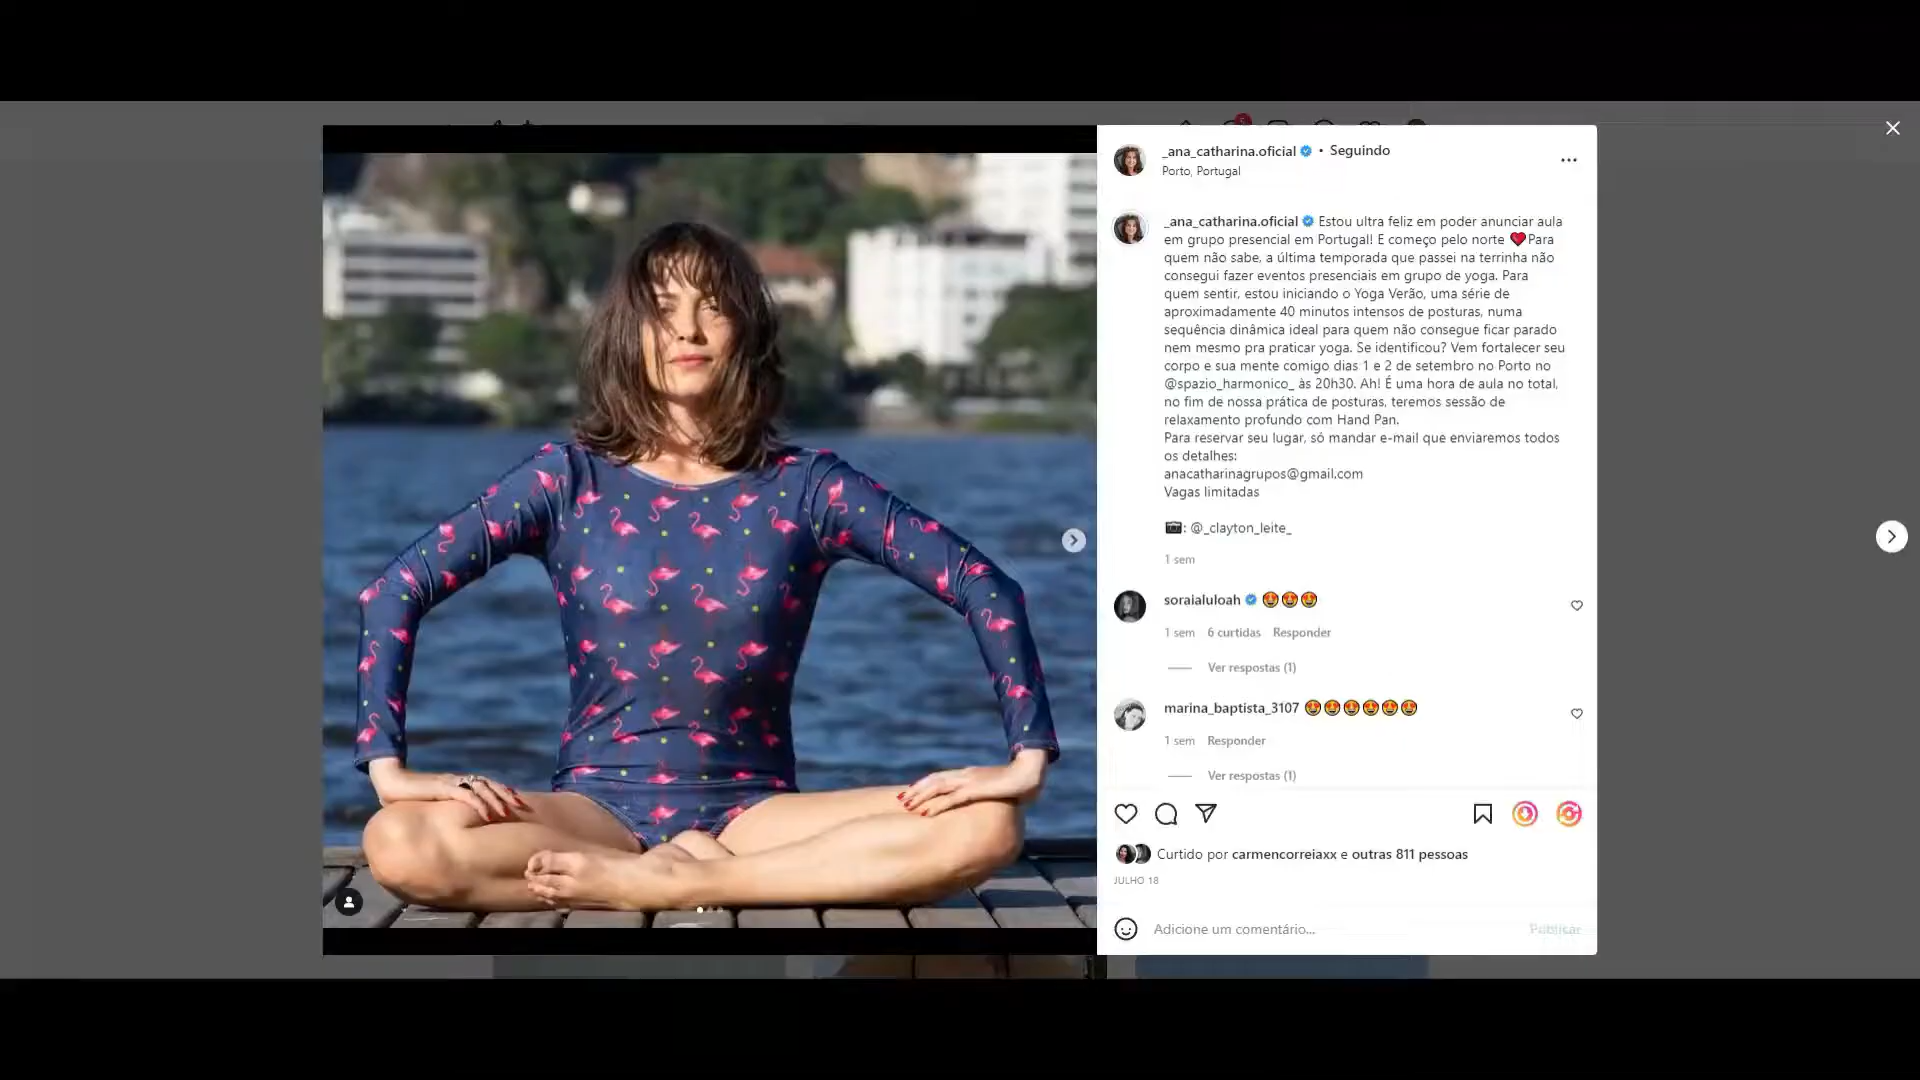 _ana_catharina.oficial • Seguindo
Porto, Portugal
_ana_catharina.oficial Estou ultra feliz em poder anunciar aula
em grupo presencial em Portugal! E começo pelo norte ❤️Para
quem não sabe, a última temporada que passei na terrinha não
consegui fazer eventos presenciais em grupo de yoga. Para
quem sentir, estou iniciando o Yoga Verão, uma série de
aproximadamente 40 minutos intensos de posturas, numa
sequência dinâmica ideal para quem não consegue ficar parado
nem mesmo pra praticar yoga. Se identificou? Vem fortalecer seu
corpo e sua mente comigo dias 1 e 2 de setembro no Porto no
@spazio_harmonico_ às 20h30. Ah! É uma hora de aula no total,
no fim de nossa prática de posturas, teremos sessão de
relaxamento profundo com Hand Pan.
Para reservar seu lugar, só mandar e-mail que enviaremos todos
os detalhes:
anacatharinagrupos@gmail.com
Vagas limitadas
📷: @_clayton_leite_
1 sem
soraialuloah 😍😍😍
1 sem 6 curtidas Responder
Ver respostas (1)
marina_baptista_3107 😍😍😍😍😍😍
1 sem Responder
Ver respostas (1)
Curtido por carmencorreiaxx e outras 811 pessoas
JULHO 18
Adicione um comentário... Publicar